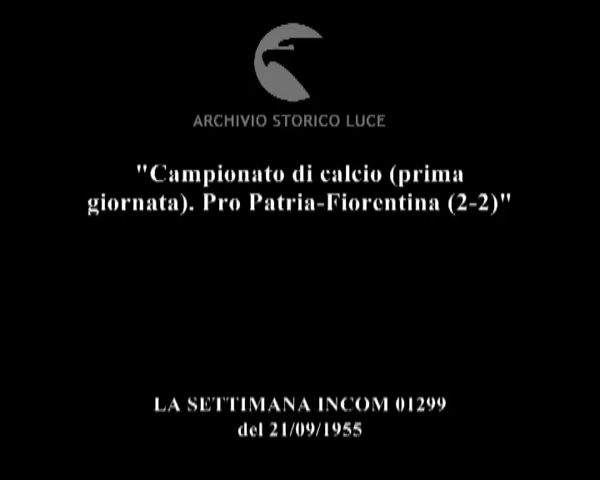 ARCHIVIO STORICO LUCE
"Campionato di calcio (prima
giornata). Pro Patria-Fiorentina (2-2)"
LA SETTIMANA INCOM 01299
del 21/09/1955